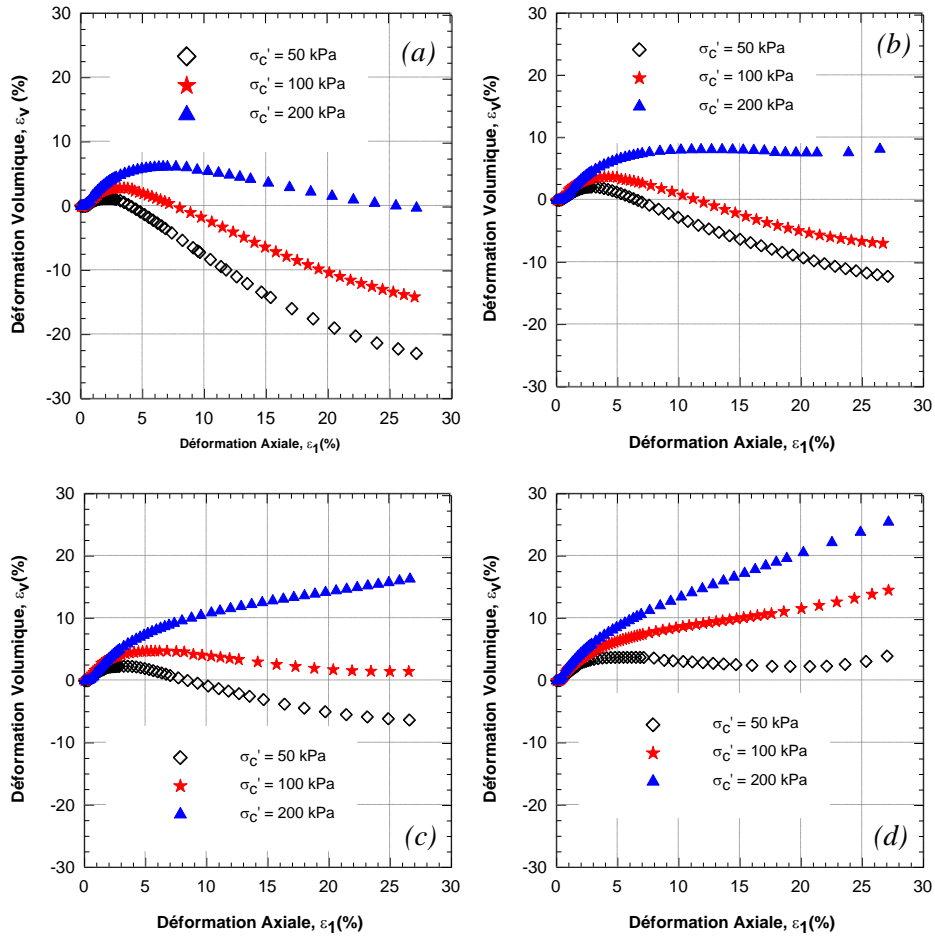 (a)
σc' = 50 kPa
σc' = 100 kPa
σc' = 200 kPa
Déformation Volumique, εv (%)
30
20
10
0
-10
-20
-30
0 5 10 15 20 25 30
Déformation Axiale, ε1(%)
(b)
σc' = 50 kPa
σc' = 100 kPa
σc' = 200 kPa
Déformation Volumique, εv(%)
30
20
10
0
-10
-20
-30
0 5 10 15 20 25 30
Déformation Axiale, ε1(%)
Déformation Volumique, εv(%)
30
20
10
0
-10
-20
-30
σc' = 50 kPa
σc' = 100 kPa
σc' = 200 kPa
(c)
0 5 10 15 20 25 30
Déformation Axiale, ε1(%)
Déformation Volumique, εv(%)
30
20
10
0
-10
-20
-30
σc' = 50 kPa
σc' = 100 kPa
σc' = 200 kPa
(d)
0 5 10 15 20 25 30
Déformation Axiale, ε1(%)